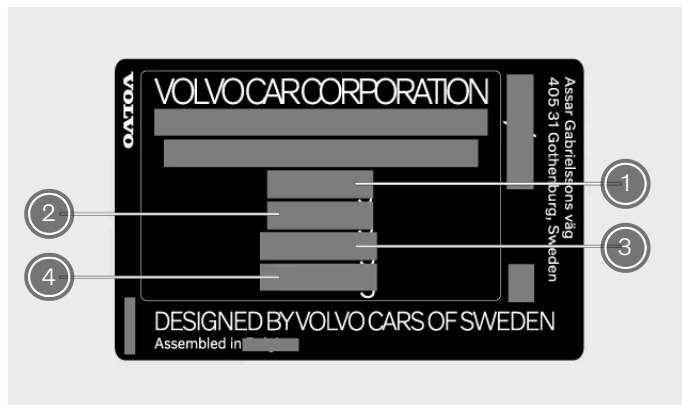 VOLVO
VOLVO CAR CORPORATION
Assar Gabrielssons väg
405 31 Gothenburg, Sweden
1
2
3
4
DESIGNED BY VOLVO CARS OF SWEDEN
Assembled in